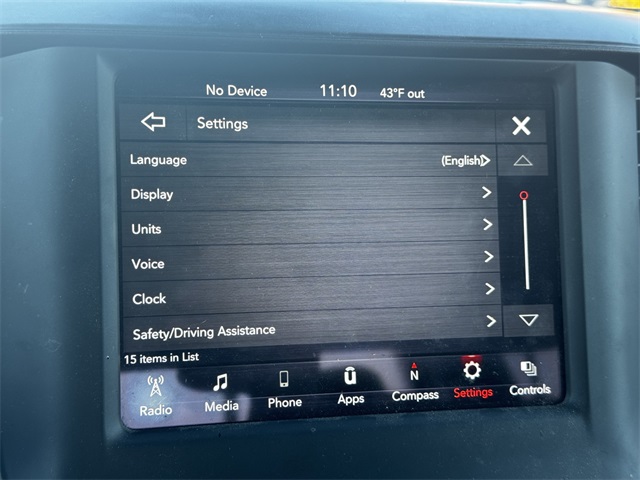 No Device 11:10 43°F out
Settings X
Language (English)
Display
Units
Voice
Clock
Safety/Driving Assistance
15 items in List
N
Radio Media Phone Apps Compass Settings Controls